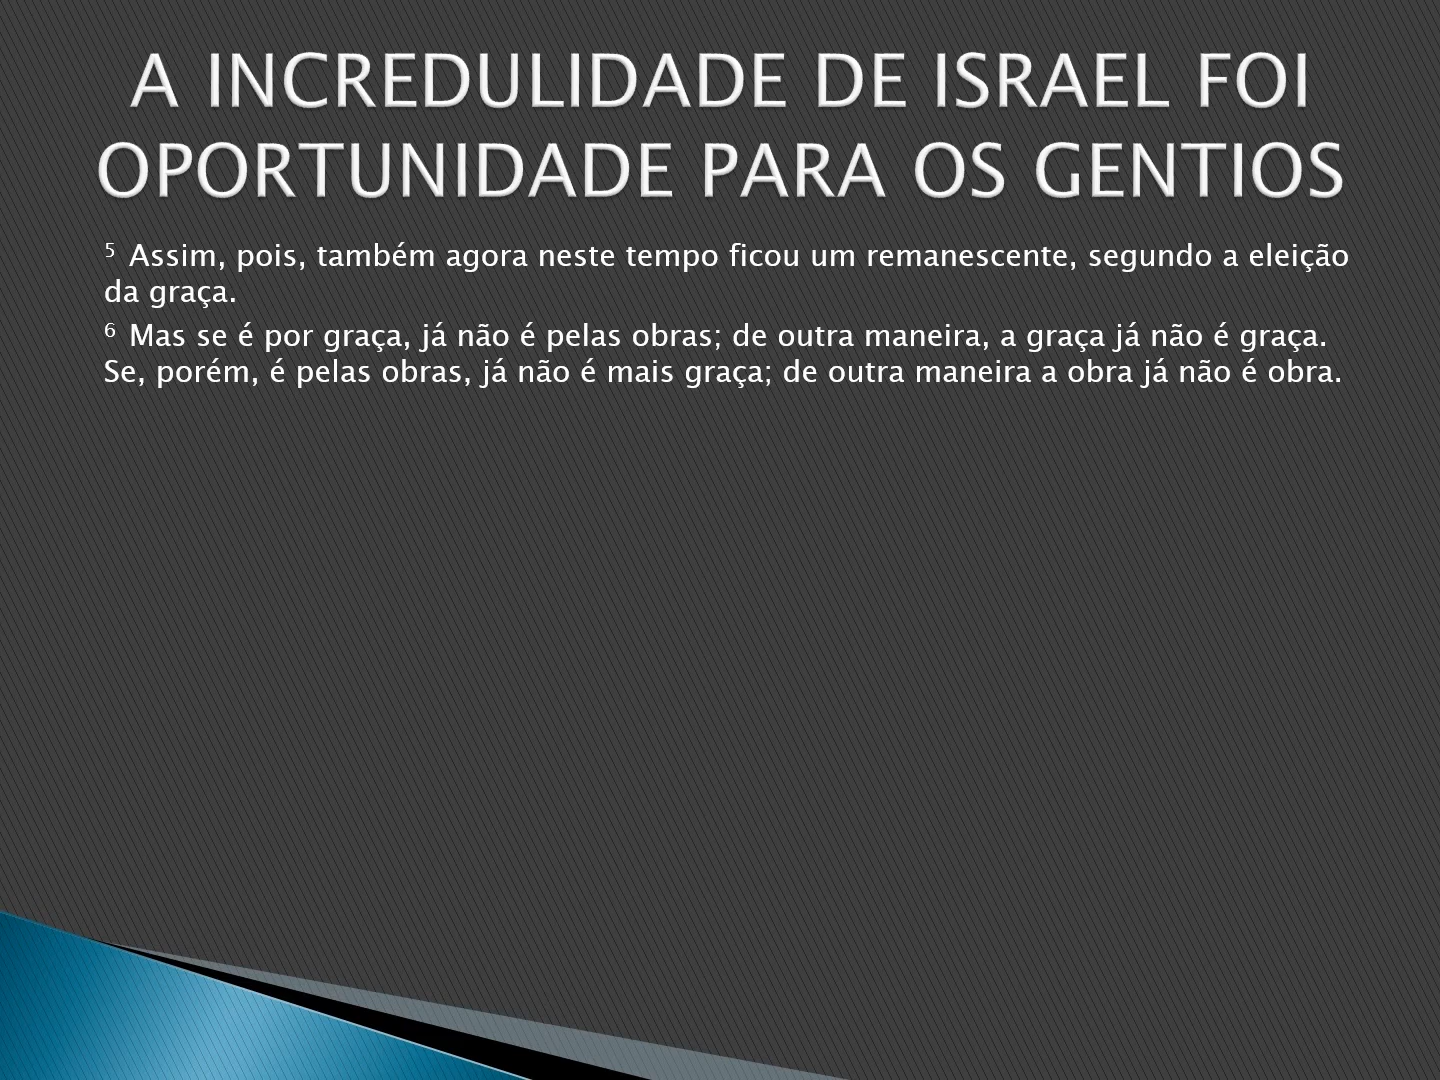 A INCREDULIDADE DE ISRAEL FOI
OPORTUNIDADE PARA OS GENTIOS
5 Assim, pois, também agora neste tempo ficou um remanescente, segundo a eleição
da graça.
6 Mas se é por graça, já não é pelas obras; de outra maneira, a graça já não é graça.
Se, porém, é pelas obras, já não é mais graça; de outra maneira a obra já não é obra.